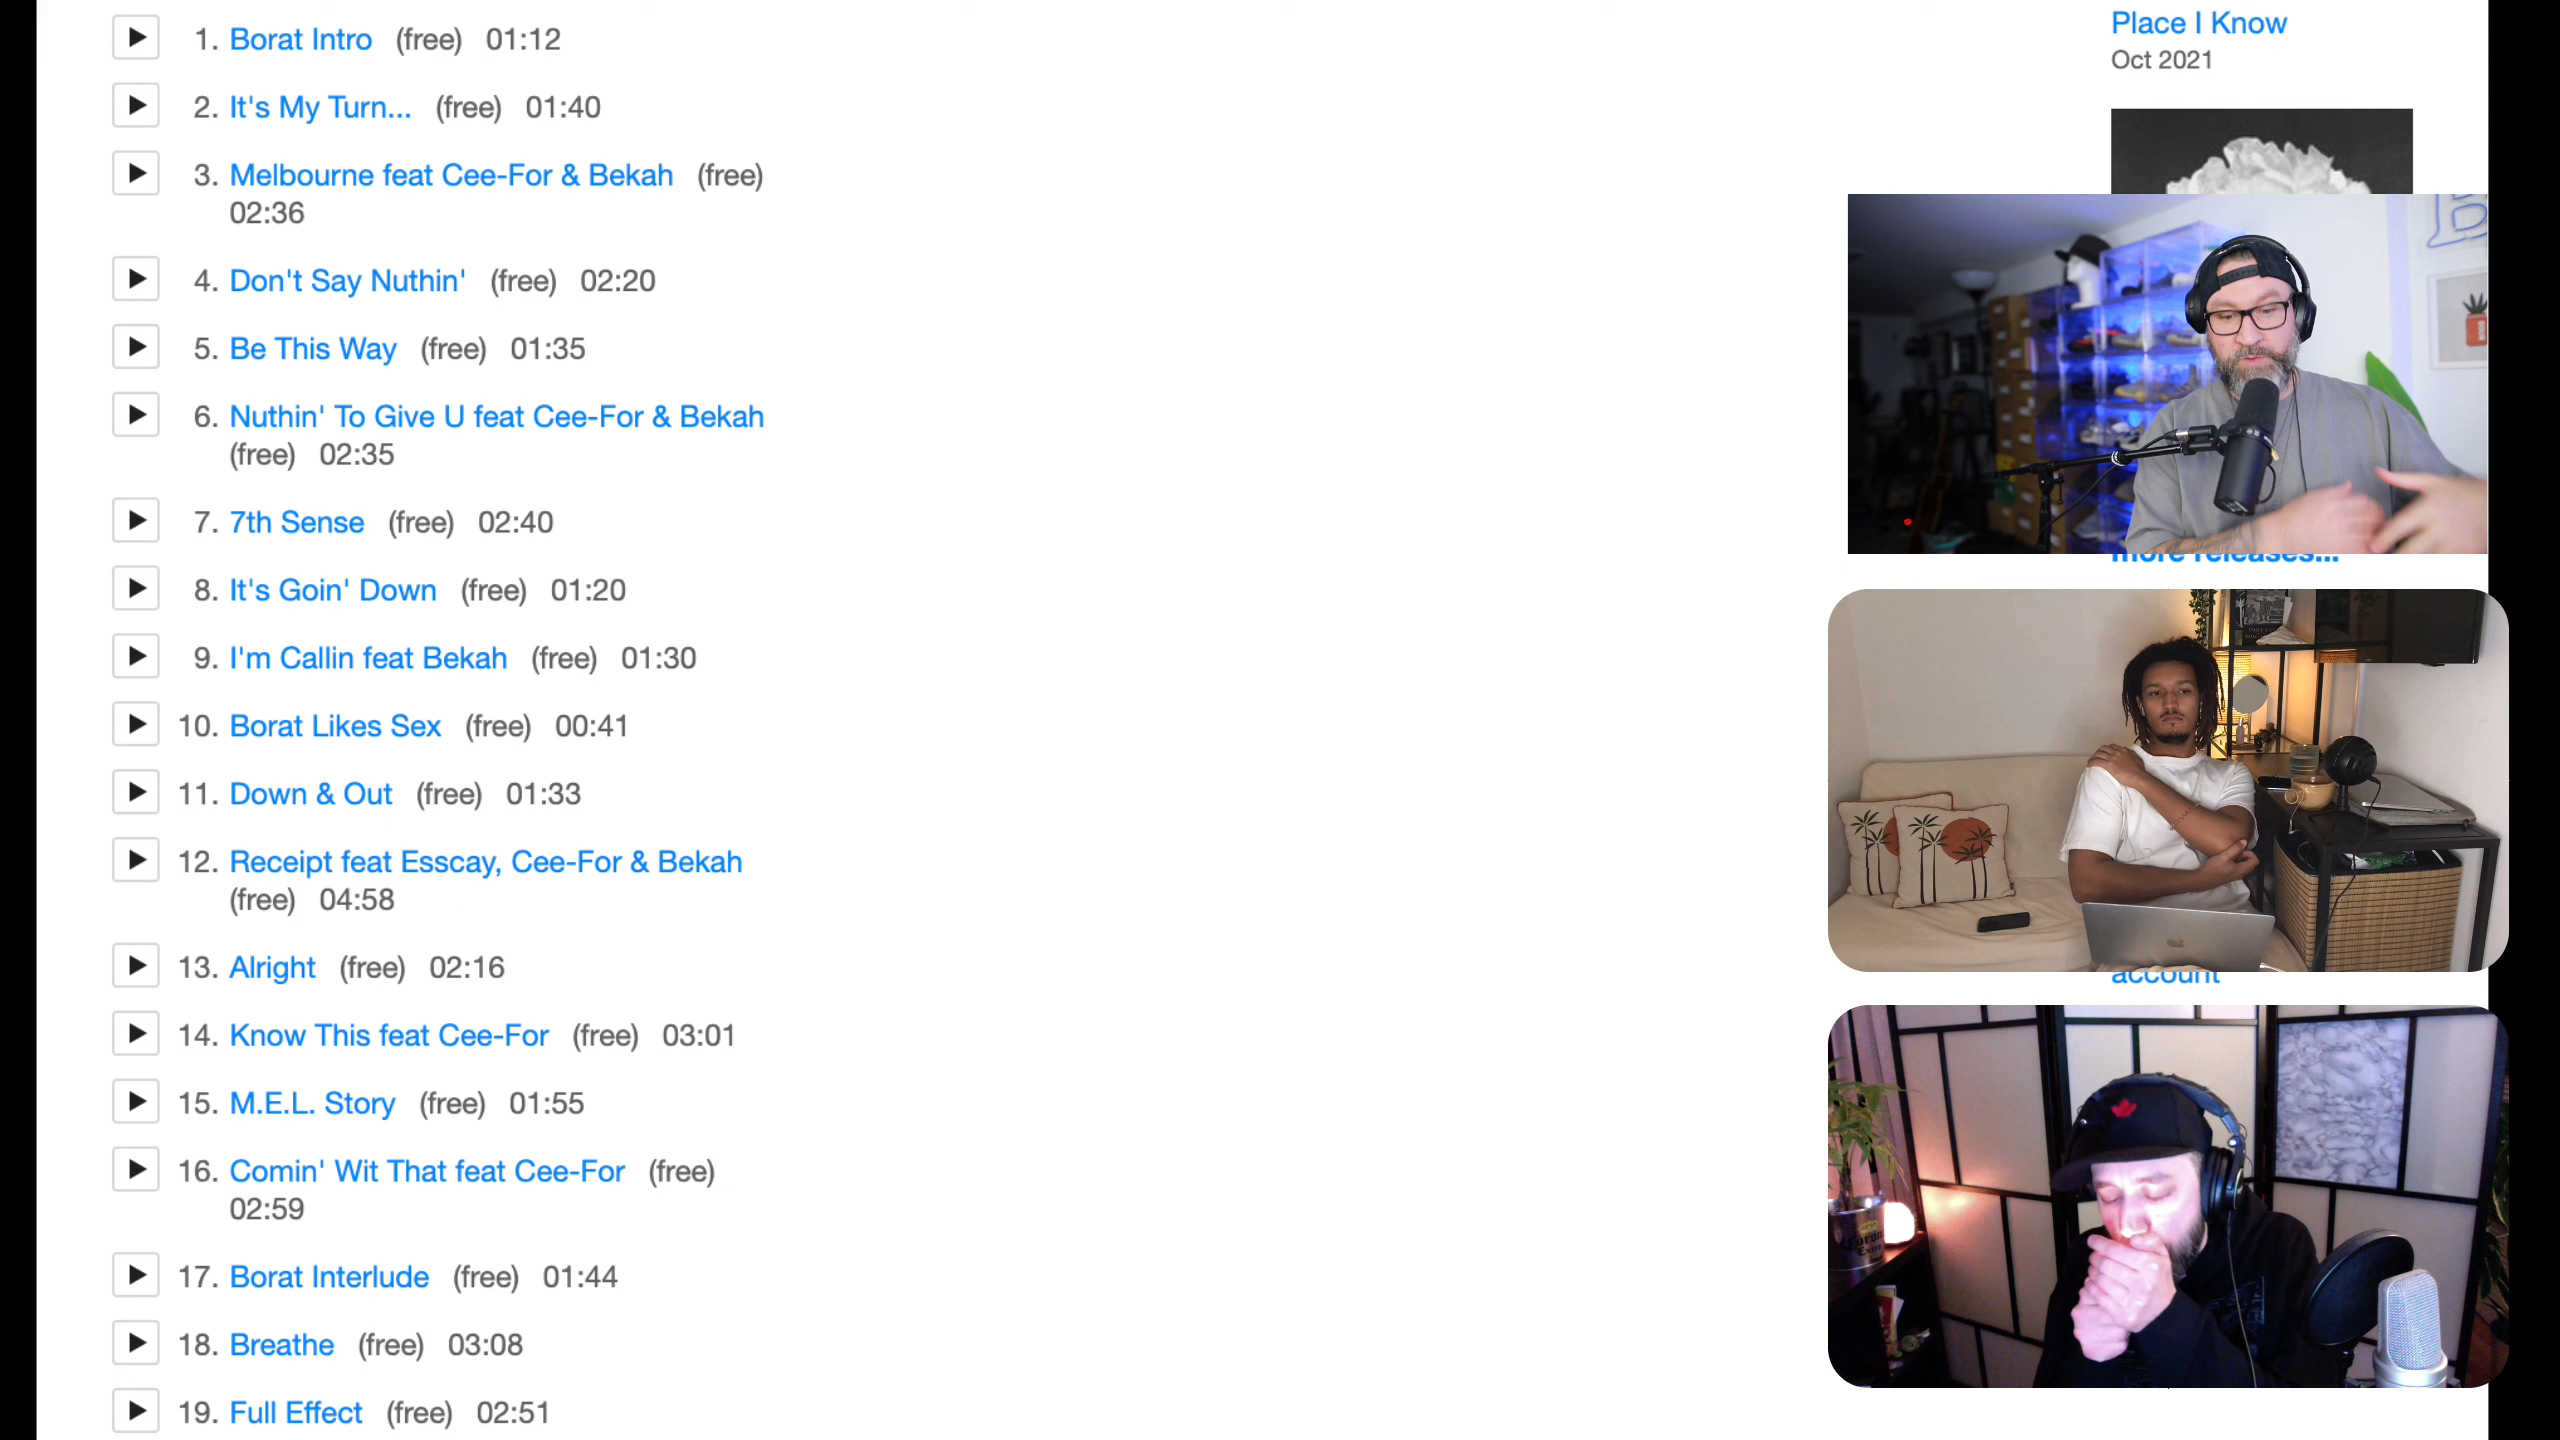 1. Borat Intro (free) 01:12
2. It's My Turn... (free) 01:40
3. Melbourne feat Cee-For & Bekah (free)
02:36
4. Don't Say Nuthin' (free) 02:20
5. Be This Way (free) 01:35
6. Nuthin' To Give U feat Cee-For & Bekah
(free) 02:35
7. 7th Sense (free) 02:40
8. It's Goin' Down (free) 01:20
9. I'm Callin feat Bekah (free) 01:30
10. Borat Likes Sex (free) 00:41
11. Down & Out (free) 01:33
12. Receipt feat Esscay, Cee-For & Bekah
(free) 04:58
13. Alright (free) 02:16
14. Know This feat Cee-For (free) 03:01
15. M.E.L. Story (free) 01:55
16. Comin' Wit That feat Cee-For (free)
02:59
17. Borat Interlude (free) 01:44
18. Breathe (free) 03:08
19. Full Effect (free) 02:51
Place I Know
Oct 2021
more releases...
account
Corona
Extra